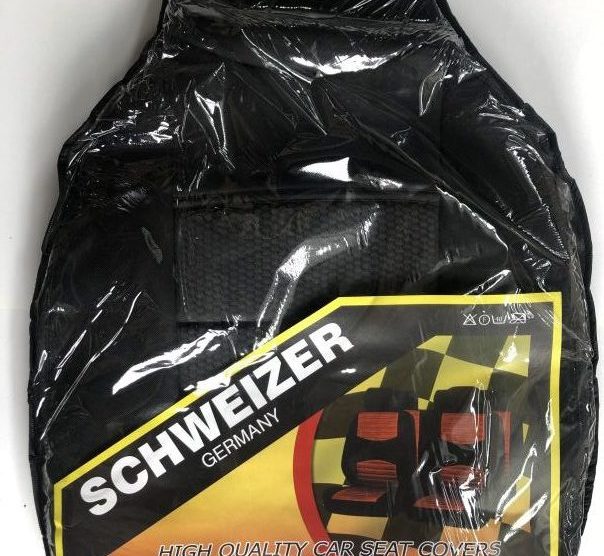 SCHWEIZER
GERMANY
HIGH QUALITY CAR SEAT COVERS